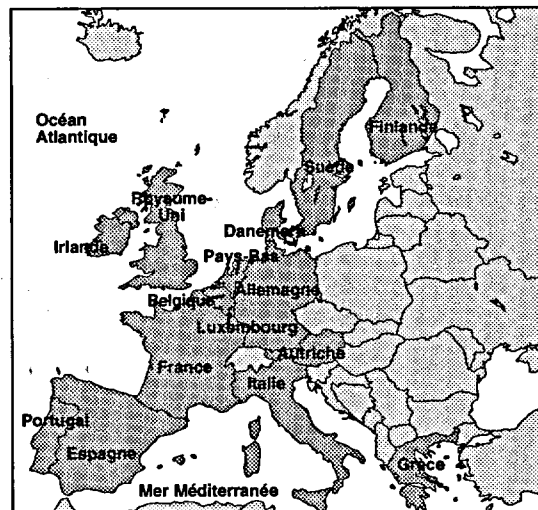 Océan
Atlantique
Finlande
Suède
Royaume-
Uni
Danemark
Irlande
Pays-Bas
Belgique
Allemagne
Luxembourg
Autriche
France
Italie
Portugal
Espagne
Grèce
Mer Méditerranée